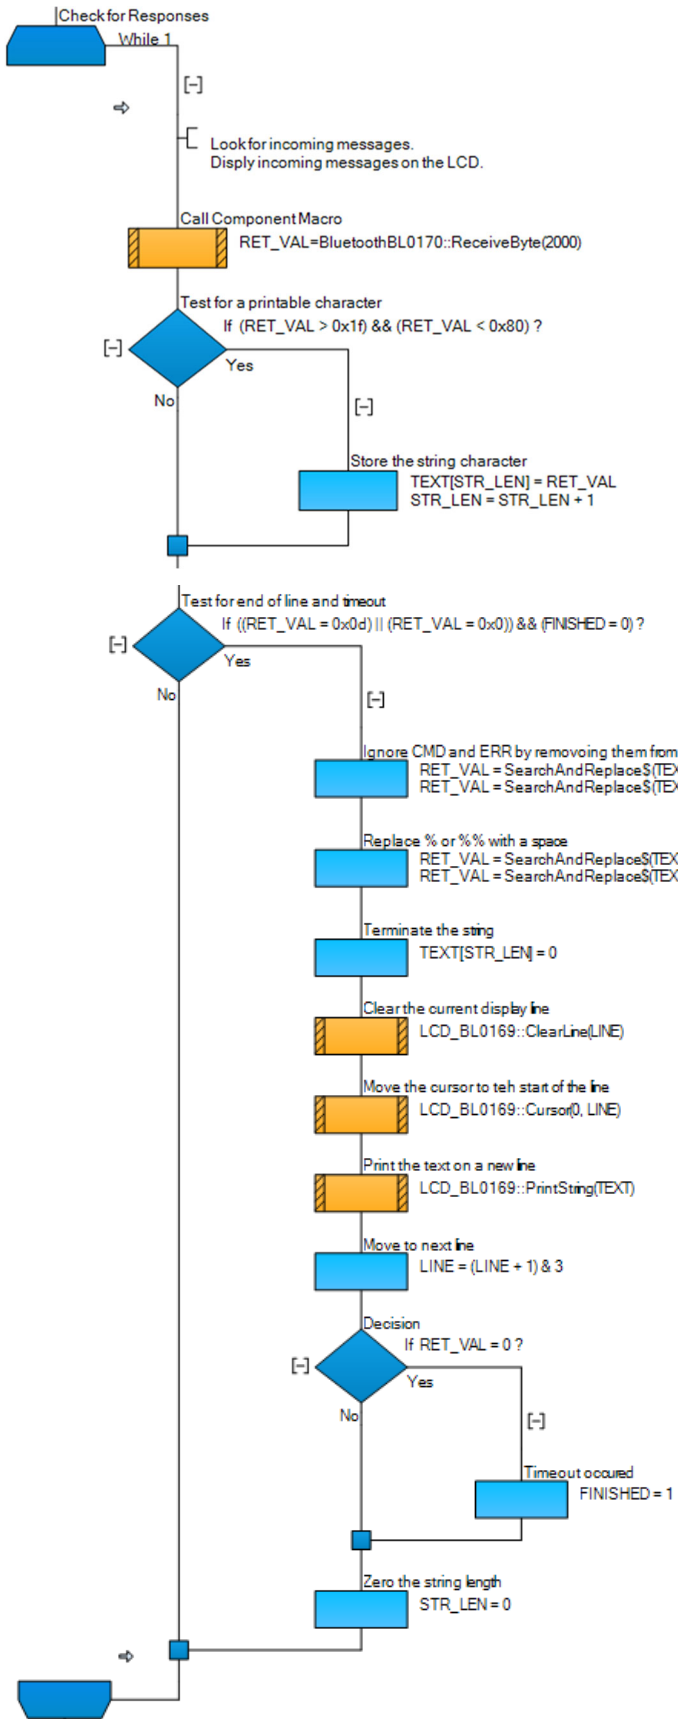 Check for Responses
While 1
Look for incoming messages.
Disply incoming messages on the LCD.
Call Component Macro
RET_VAL=BluetoothBL0170::ReceiveByte(2000)
Test for a printable character
If (RET_VAL > 0x1f) && (RET_VAL < 0x80) ?
Yes
No
Store the string character
TEXT[STR_LEN] = RET_VAL
STR_LEN = STR_LEN + 1
Test for end of line and timeout
If ((RET_VAL = 0x0d) || (RET_VAL = 0x0)) && (FINISHED = 0) ?
Yes
No
Ignore CMD and ERR by removoing them from
RET_VAL = SearchAndReplace$(TEX
RET_VAL = SearchAndReplace$(TEX
Replace % or %% with a space
RET_VAL = SearchAndReplace$(TEX
RET_VAL = SearchAndReplace$(TEX
Terminate the string
TEXT[STR_LEN] = 0
Clear the current display line
LCD_BL0169::ClearLine(LINE)
Move the cursor to teh start of the line
LCD_BL0169::Cursor(0, LINE)
Print the text on a new line
LCD_BL0169::PrintString(TEXT)
Move to next line
LINE = (LINE + 1) & 3
Decision
If RET_VAL = 0 ?
Yes
No
Timeout occured
FINISHED = 1
Zero the string length
STR_LEN = 0